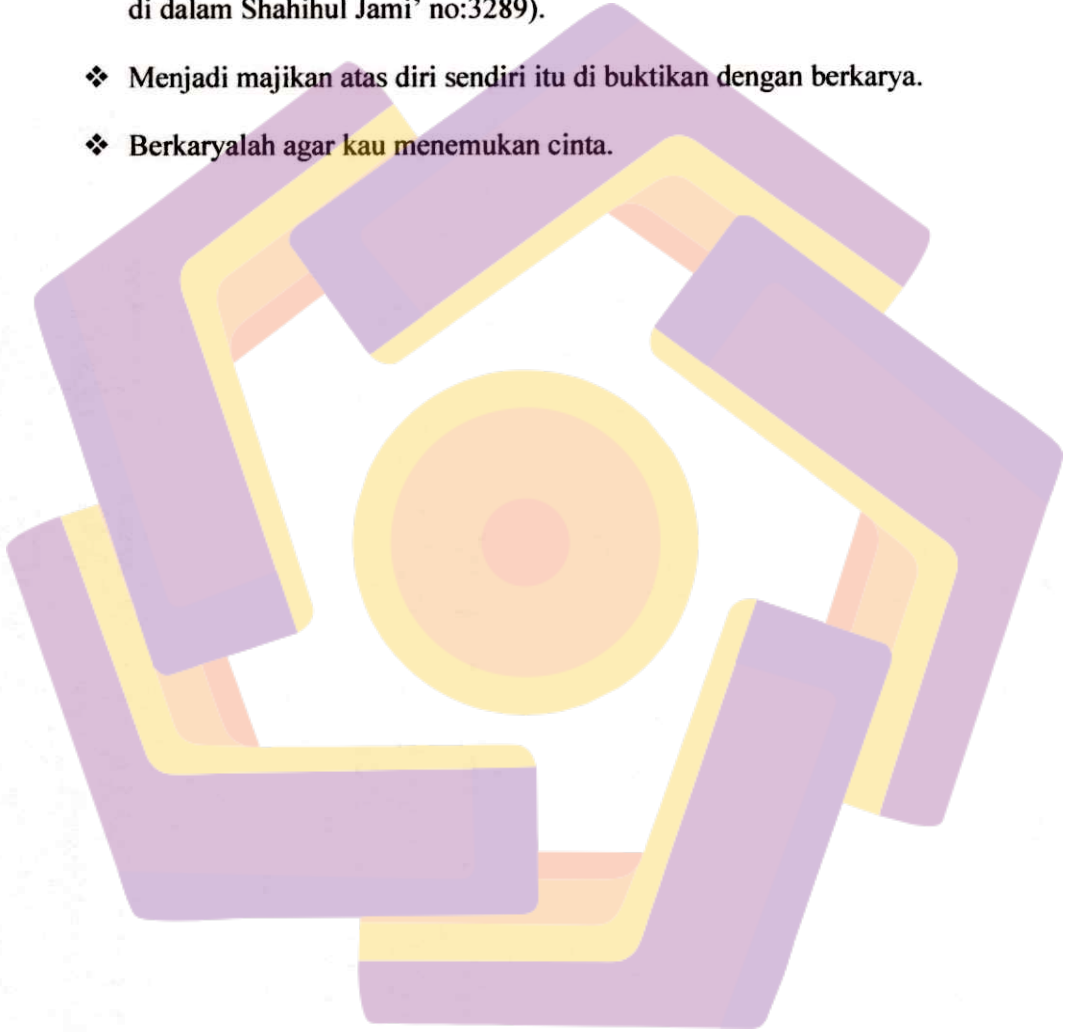 di dalam Shahihul Jami' no:3289).
❖ Menjadi majikan atas diri sendiri itu di buktikan dengan berkarya.
❖ Berkaryalah agar kau menemukan cinta.